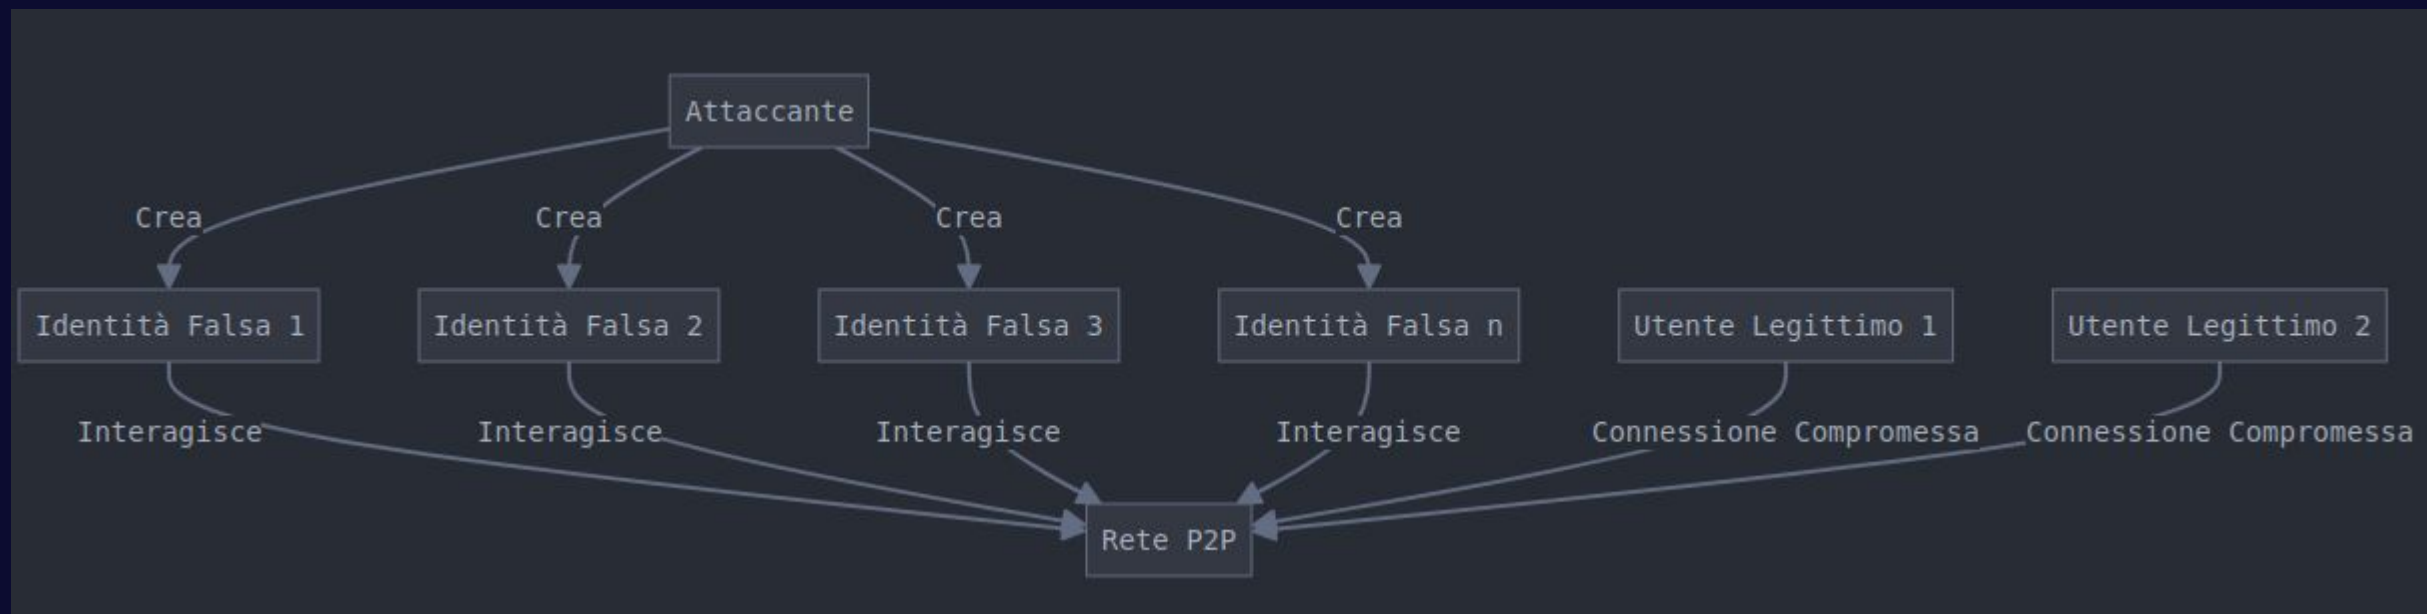 Attaccante
Crea
Crea
Crea
Crea
Identità Falsa 1
Identità Falsa 2
Identità Falsa 3
Identità Falsa n
Utente Legittimo 1
Utente Legittimo 2
Interagisce
Interagisce
Interagisce
Interagisce
Connessione Compromessa
Connessione Compromessa
Rete P2P